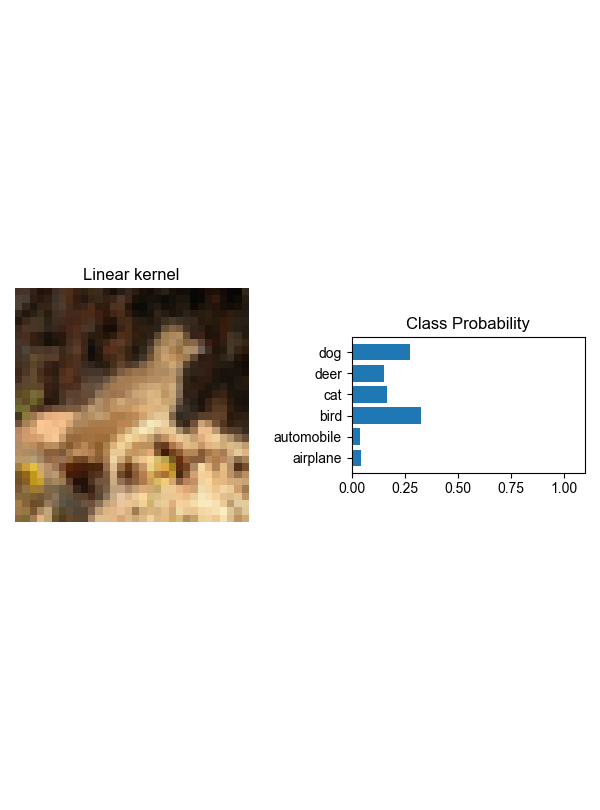 Linear kernel
Class Probability
dog
deer
cat
bird
automobile
airplane
0.00 0.25 0.50 0.75 1.00